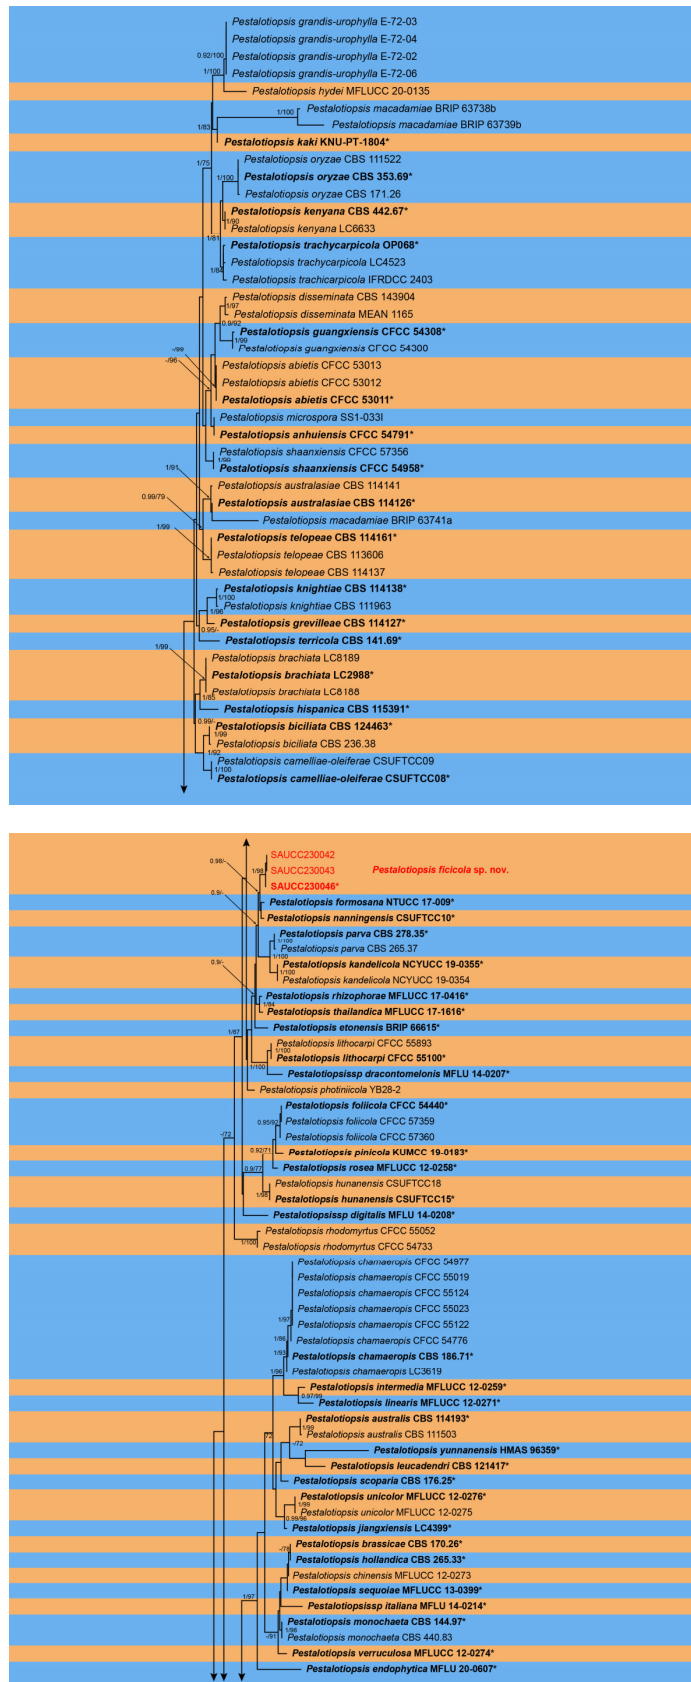 Pestalotiopsis grandis-urophylla E-72-03
Pestalotiopsis grandis-urophylla E-72-04
0.92/100
Pestalotiopsis grandis-urophylla E-72-02
1/100
Pestalotiopsis grandis-urophylla E-72-06
Pestalotiopsis hydei MFLUCC 20-0135
1/100
Pestalotiopsis macadamiae BRIP 63738b
1/83
Pestalotiopsis macadamiae BRIP 63739b
Pestalotiopsis kaki KNU-PT-1804*
1/75
Pestalotiopsis oryzae CBS 111522
1/100
Pestalotiopsis oryzae CBS 353.69*
Pestalotiopsis oryzae CBS 171.26
Pestalotiopsis kenyana CBS 442.67*
1/90
Pestalotiopsis kenyana LC6633
1/81
Pestalotiopsis trachycarpicola OP068*
Pestalotiopsis trachycarpicola LC4523
1/84
Pestalotiopsis trachicarpicola IFRDCC 2403
Pestalotiopsis disseminata CBS 143904
1/97
Pestalotiopsis disseminata MEAN 1165
0.9/92
Pestalotiopsis guangxiensis CFCC 54308*
1/99
Pestalotiopsis guangxiensis CFCC 54300
-/99
-/96
Pestalotiopsis abietis CFCC 53013
Pestalotiopsis abietis CFCC 53012
Pestalotiopsis abietis CFCC 53011*
Pestalotiopsis microspora SS1-033I
Pestalotiopsis anhuiensis CFCC 54791*
Pestalotiopsis shaanxiensis CFCC 57356
1/99
Pestalotiopsis shaanxiensis CFCC 54958*
1/91
Pestalotiopsis australasiae CBS 114141
0.99/79
Pestalotiopsis australasiae CBS 114126*
Pestalotiopsis macadamiae BRIP 63741a
1/99
Pestalotiopsis telopeae CBS 114161*
Pestalotiopsis telopeae CBS 113606
Pestalotiopsis telopeae CBS 114137
Pestalotiopsis knightiae CBS 114138*
1/100
Pestalotiopsis knightiae CBS 111963
1/96
Pestalotiopsis grevilleae CBS 114127*
0.95/-
Pestalotiopsis terricola CBS 141.69*
1/99
Pestalotiopsis brachiata LC8189
Pestalotiopsis brachiata LC2988*
Pestalotiopsis brachiata LC8188
1/85
Pestalotiopsis hispanica CBS 115391*
0.99/-
Pestalotiopsis biciliata CBS 124463*
1/99
Pestalotiopsis biciliata CBS 236.38
1/92
Pestalotiopsis camelliae-oleiferae CSUFTCC09
1/100
Pestalotiopsis camelliae-oleiferae CSUFTCC08*
SAUCC230042
0.98/-
1/98
SAUCC230043
Pestalotiopsis ficicola sp. nov.
SAUCC230046*
0.9/-
Pestalotiopsis formosana NTUCC 17-009*
Pestalotiopsis nanningensis CSUFTCC10*
Pestalotiopsis parva CBS 278.35*
1/100
Pestalotiopsis parva CBS 265.37
0.9/-
Pestalotiopsis kandelicola NCYUCC 19-0355*
1/100
Pestalotiopsis kandelicola NCYUCC 19-0354
Pestalotiopsis rhizophorae MFLUCC 17-0416*
1/84
Pestalotiopsis thailandica MFLUCC 17-1616*
1/87
Pestalotiopsis etonensis BRIP 66615*
Pestalotiopsis lithocarpi CFCC 55893
1/100
Pestalotiopsis lithocarpi CFCC 55100*
1/100
Pestalotiopsissp dracontomelonis MFLU 14-0207*
Pestalotiopsis photiniicola YB28-2
Pestalotiopsis foliicola CFCC 54440*
0.95/92
Pestalotiopsis foliicola CFCC 57359
-/72
Pestalotiopsis foliicola CFCC 57360
0.92/71
Pestalotiopsis pinicola KUMCC 19-0183*
0.9/77
Pestalotiopsis rosea MFLUCC 12-0258*
Pestalotiopsis hunanensis CSUFTCC18
1/98
Pestalotiopsis hunanensis CSUFTCC15*
Pestalotiopsissp digitalis MFLU 14-0208*
Pestalotiopsis rhodomyrtus CFCC 55052
1/100
Pestalotiopsis rhodomyrtus CFCC 54733
Pestalotiopsis chamaeropis CFCC 54977
Pestalotiopsis chamaeropis CFCC 55019
Pestalotiopsis chamaeropis CFCC 55124
1/97
Pestalotiopsis chamaeropis CFCC 55023
Pestalotiopsis chamaeropis CFCC 55122
1/86
Pestalotiopsis chamaeropis CFCC 54776
1/93
Pestalotiopsis chamaeropis CBS 186.71*
1/96
Pestalotiopsis chamaeropis LC3619
Pestalotiopsis intermedia MFLUCC 12-0259*
0.97/99
Pestalotiopsis linearis MFLUCC 12-0271*
Pestalotiopsis australis CBS 114193*
1/99
Pestalotiopsis australis CBS 111503
72
-/72
Pestalotiopsis yunnanensis HMAS 96359*
Pestalotiopsis leucadendri CBS 121417*
Pestalotiopsis scoparia CBS 176.25*
Pestalotiopsis unicolor MFLUCC 12-0276*
1/99
Pestalotiopsis unicolor MFLUCC 12-0275
0.99/96
Pestalotiopsis jiangxiensis LC4399*
Pestalotiopsis brassicae CBS 170.26*
-/78
Pestalotiopsis hollandica CBS 265.33*
Pestalotiopsis chinensis MFLUCC 12-0273
Pestalotiopsis sequoiae MFLUCC 13-0399*
1/97
Pestalotiopsissp italiana MFLU 14-0214*
Pestalotiopsis monochaeta CBS 144.97*
1/98
Pestalotiopsis monochaeta CBS 440.83
-/91
Pestalotiopsis verruculosa MFLUCC 12-0274*
Pestalotiopsis endophytica MFLU 20-0607*